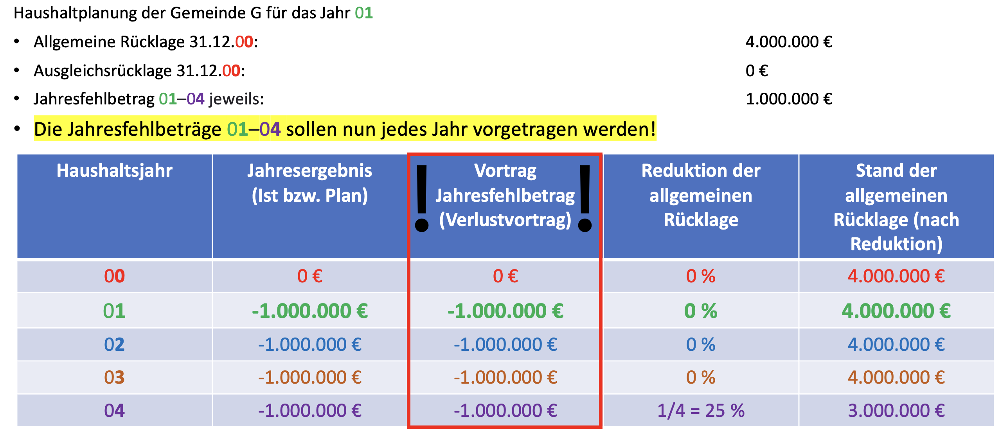 Haushaltplanung der Gemeinde G für das Jahr 01
• Allgemeine Rücklage 31.12.00: 4.000.000 €
• Ausgleichsrücklage 31.12.00: 0 €
• Jahresfehlbetrag 01–04 jeweils: 1.000.000 €
• Die Jahresfehlbeträge 01–04 sollen nun jedes Jahr vorgetragen werden!
Haushaltsjahr
Jahresergebnis
(Ist bzw. Plan)
! Vortrag !
Jahresfehlbetrag
(Verlustvortrag)
Reduktion der
allgemeinen
Rücklage
Stand der
allgemeinen
Rücklage (nach
Reduktion)
00 0 € 0 € 0 % 4.000.000 €
01 -1.000.000 € -1.000.000 € 0 % 4.000.000 €
02 -1.000.000 € -1.000.000 € 0 % 4.000.000 €
03 -1.000.000 € -1.000.000 € 0 % 4.000.000 €
04 -1.000.000 € -1.000.000 € 1/4 = 25 % 3.000.000 €